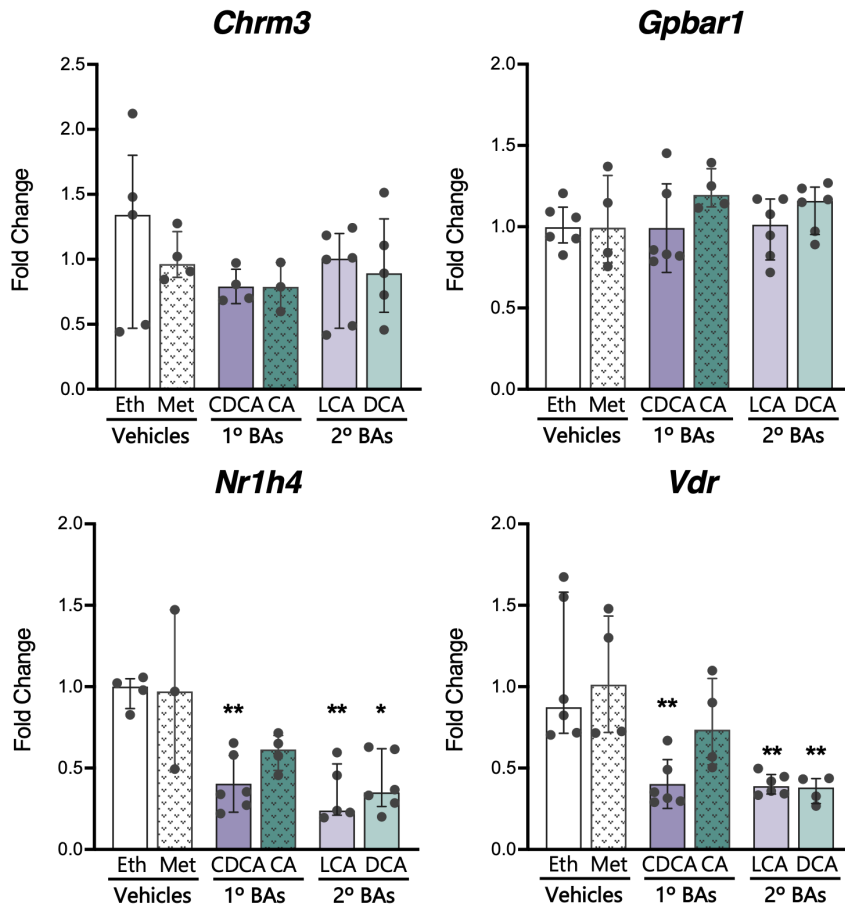 Chrm3
Fold Change
2.5
2.0
1.5
1.0
0.5
0.0
Eth Met CDCA CA LCA DCA
Vehicles 1º BAs 2º BAs
Gpbar1
Fold Change
2.0
1.5
1.0
0.5
0.0
Eth Met CDCA CA LCA DCA
Vehicles 1º BAs 2º BAs
Nr1h4
Fold Change
2.0
1.5
1.0
0.5
0.0
** ** *
Eth Met CDCA CA LCA DCA
Vehicles 1º BAs 2º BAs
Vdr
Fold Change
2.0
1.5
1.0
0.5
0.0
** ** **
Eth Met CDCA CA LCA DCA
Vehicles 1º BAs 2º BAs